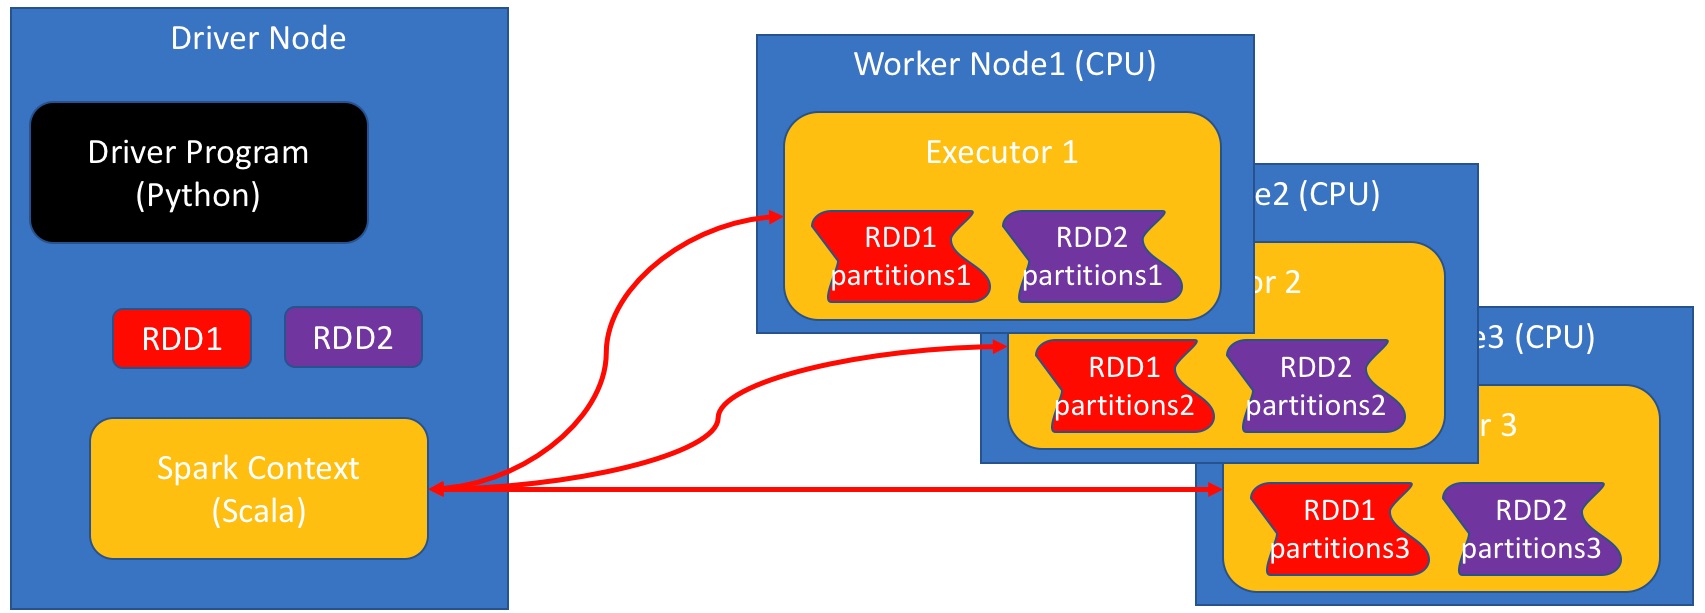 Driver Node
Driver Program
(Python)
RDD1
RDD2
Spark Context
(Scala)
Worker Node1 (CPU)
Executor 1
RDD1
partitions1
RDD2
partitions1
e2 (CPU)
or 2
RDD1
partitions2
RDD2
partitions2
e3 (CPU)
r 3
RDD1
partitions3
RDD2
partitions3